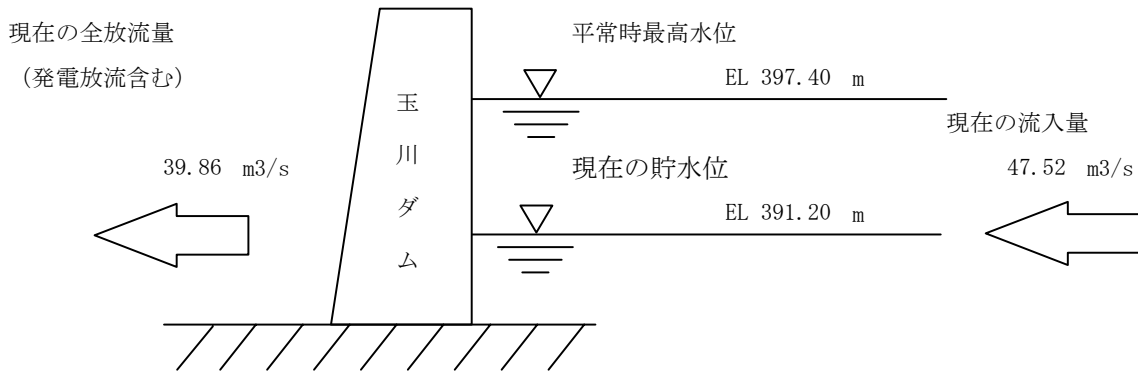 現在の全放流量
（発電放流含む）
39.86 m3/s
玉川ダム
平常時最高水位
EL 397.40 m
現在の貯水位
EL 391.20 m
現在の流入量
47.52 m3/s